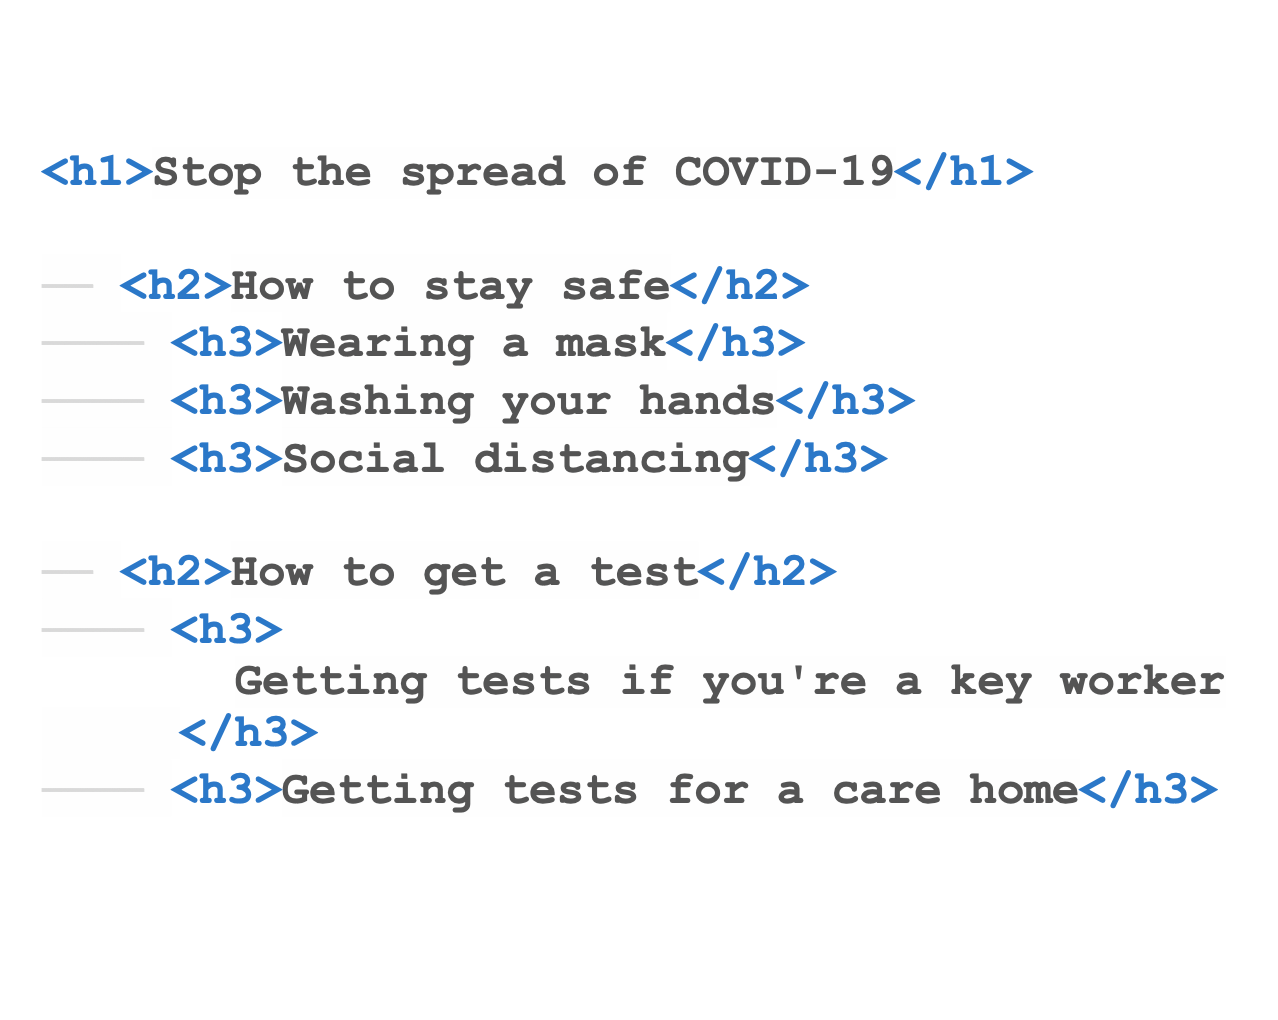 <h1>Stop the spread of COVID-19</h1>
<h2>How to stay safe</h2>
<h3>Wearing a mask</h3>
<h3>Washing your hands</h3>
<h3>Social distancing</h3>
<h2>How to get a test</h2>
<h3>
Getting tests if you're a key worker
</h3>
<h3>Getting tests for a care home</h3>